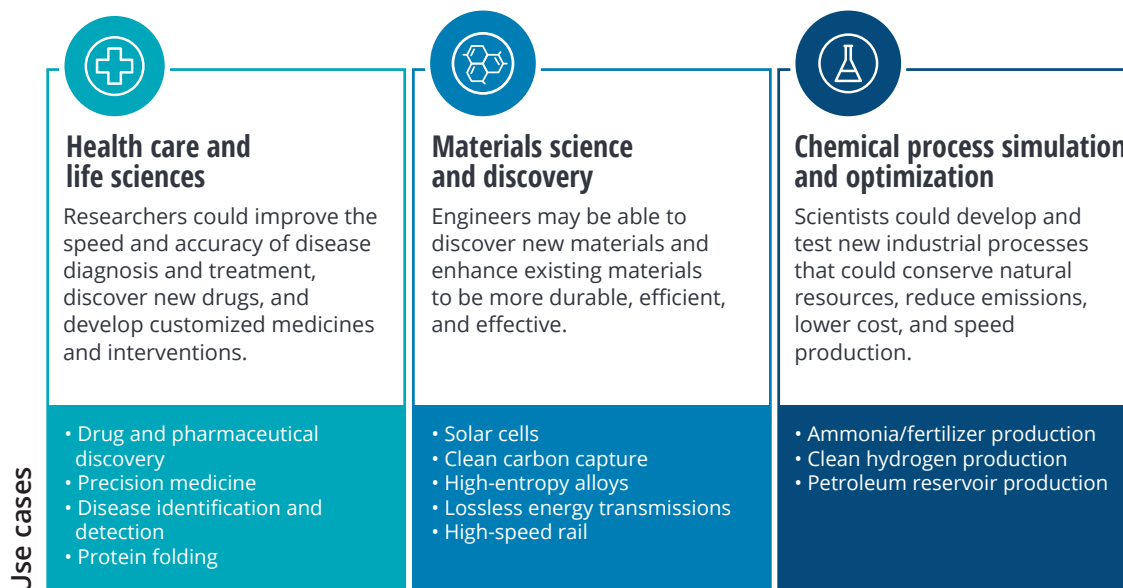 Health care and
life sciences
Researchers could improve the
speed and accuracy of disease
diagnosis and treatment,
discover new drugs, and
develop customized medicines
and interventions.
Materials science
and discovery
Engineers may be able to
discover new materials and
enhance existing materials
to be more durable, efficient,
and effective.
Chemical process simulation
and optimization
Scientists could develop and
test new industrial processes
that could conserve natural
resources, reduce emissions,
lower cost, and speed
production.
Use cases
• Drug and pharmaceutical
discovery
• Precision medicine
• Disease identification and
detection
• Protein folding
• Solar cells
• Clean carbon capture
• High-entropy alloys
• Lossless energy transmissions
• High-speed rail
• Ammonia/fertilizer production
• Clean hydrogen production
• Petroleum reservoir production